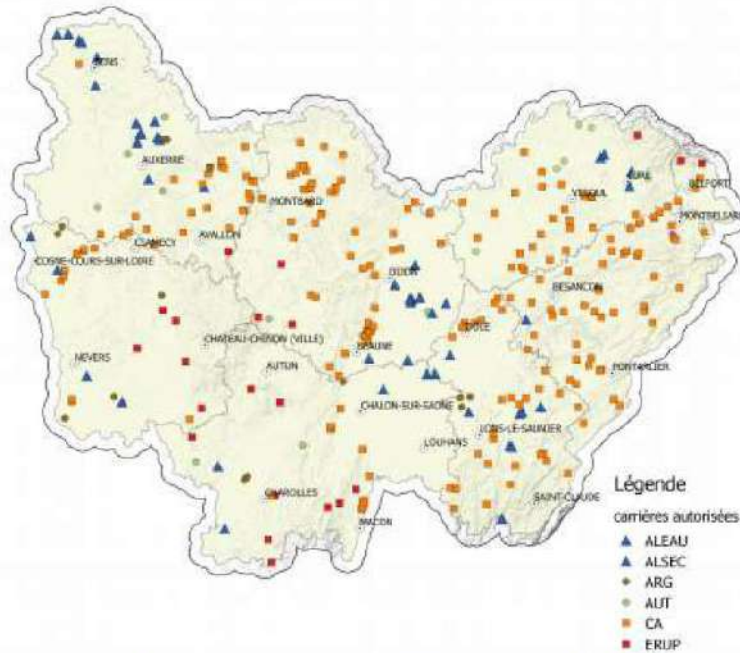 SENS
AUXERRE
MONTBARD
VESOUL
LURE
BELFORT
MONTBELIARD
CLAMECY
AVALLON
COSNE-COURS-SUR-LOIRE
DIJON
BESANCON
DOLE
CHATEAU-CHINON (VILLE)
BEAUNE
NEVERS
AUTUN
PONTARLIER
CHALON-SUR-SAONE
LONS-LE-SAUNIER
LOUHANS
CHAROLLES
SAINT-CLAUDE
MACON
Légende
carrières autorisées
ALEAU
ALSEC
ARG
AUT
CA
ERUP